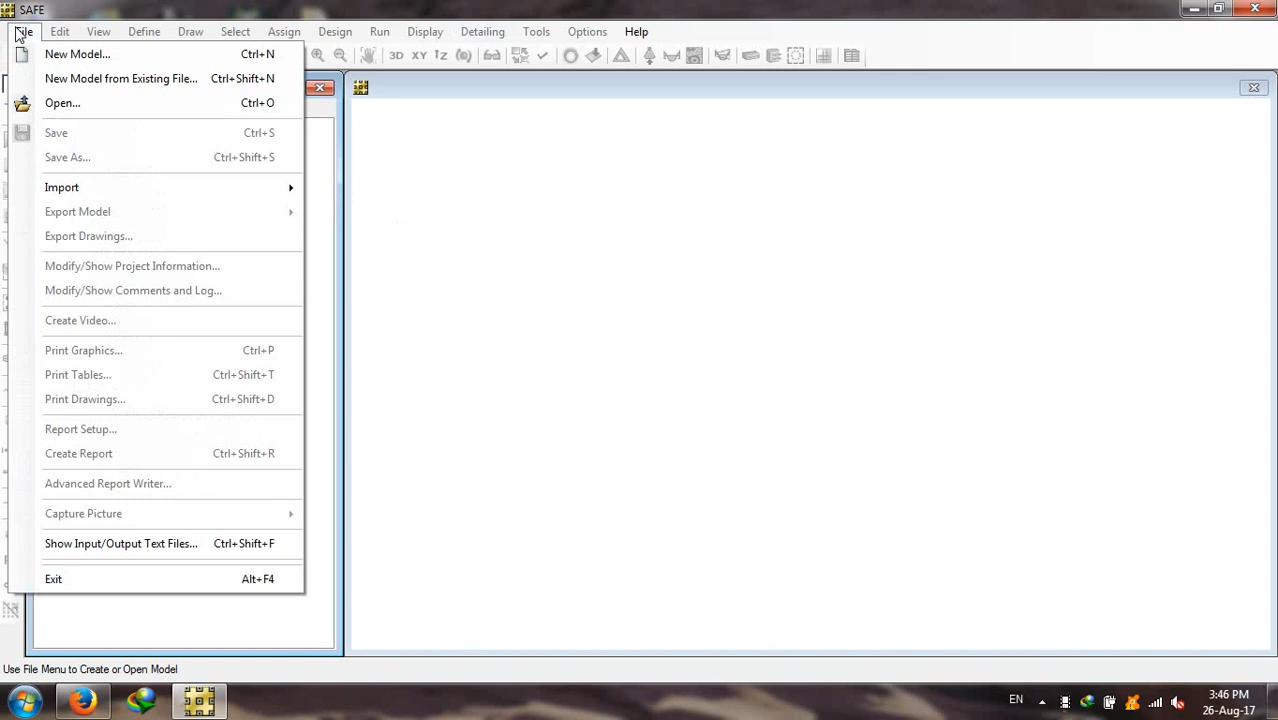 SAFE
File Edit View Define Draw Select Assign Design Run Display Detailing Tools Options Help
New Model... Ctrl+N
New Model from Existing File... Ctrl+Shift+N
Open... Ctrl+O
Save Ctrl+S
Save As... Ctrl+Shift+S
Import
Export Model
Export Drawings...
Modify/Show Project Information...
Modify/Show Comments and Log...
Create Video...
Print Graphics... Ctrl+P
Print Tables... Ctrl+Shift+T
Print Drawings... Ctrl+Shift+D
Report Setup...
Create Report Ctrl+Shift+R
Advanced Report Writer...
Capture Picture
Show Input/Output Text Files... Ctrl+Shift+F
Exit Alt+F4
3D XY XZ
Use File Menu to Create or Open Model
EN
3:46 PM
26-Aug-17